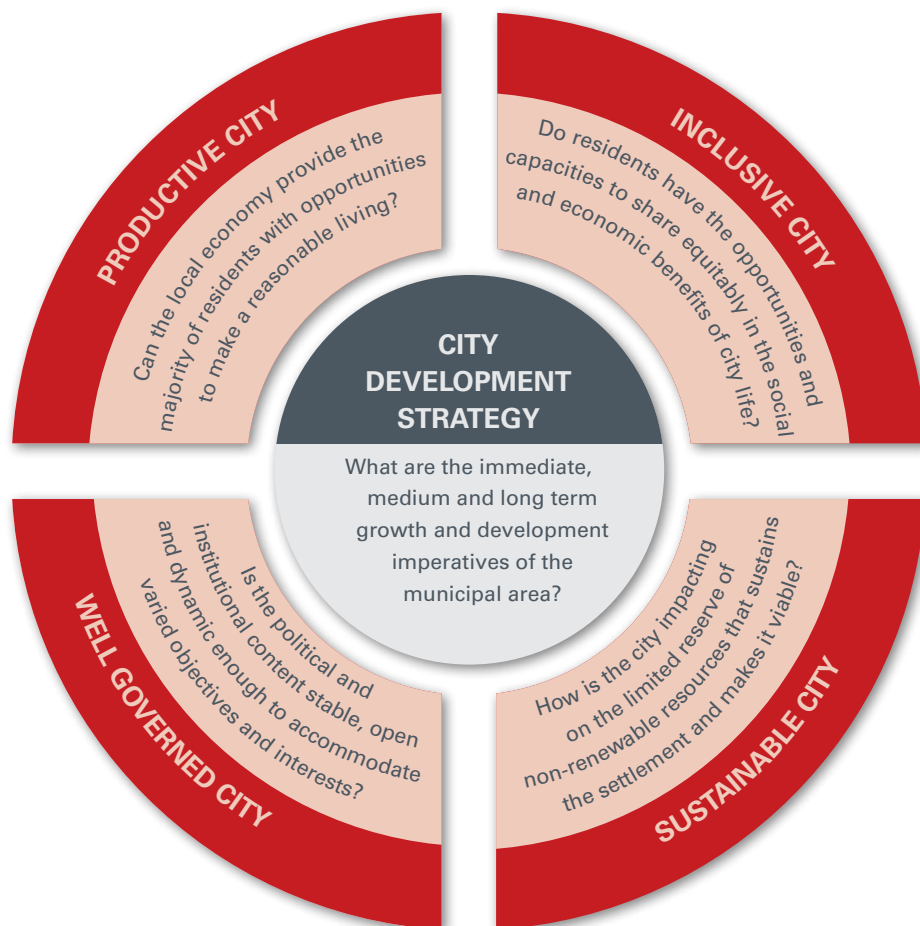 PRODUCTIVE CITY
Can the local economy provide the
majority of residents with opportunities
to make a reasonable living?
INCLUSIVE CITY
Do residents have the opportunities and
capacities to share equitably in the social
and economic benefits of city life?
CITY
DEVELOPMENT
STRATEGY
What are the immediate,
medium and long term
growth and development
imperatives of the
municipal area?
WELL GOVERNED CITY
Is the political and
institutional content stable, open
and dynamic enough to accommodate
varied objectives and interests?
SUSTAINABLE CITY
How is the city impacting
on the limited reserve of
non-renewable resources that sustains
the settlement and makes it viable?